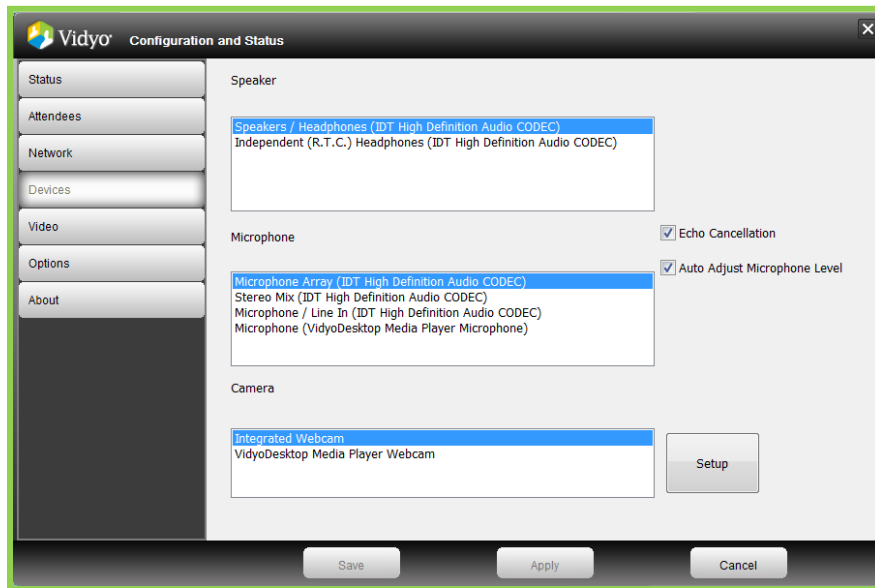 Vidyo Configuration and Status
Status
Attendees
Network
Devices
Video
Options
About
Speaker
Speakers / Headphones (IDT High Definition Audio CODEC)
Independent (R.T.C.) Headphones (IDT High Definition Audio CODEC)
Microphone
Echo Cancellation
Auto Adjust Microphone Level
Microphone Array (IDT High Definition Audio CODEC)
Stereo Mix (IDT High Definition Audio CODEC)
Microphone / Line In (IDT High Definition Audio CODEC)
Microphone (VidyoDesktop Media Player Microphone)
Camera
Integrated Webcam
VidyoDesktop Media Player Webcam
Setup
Save
Apply
Cancel